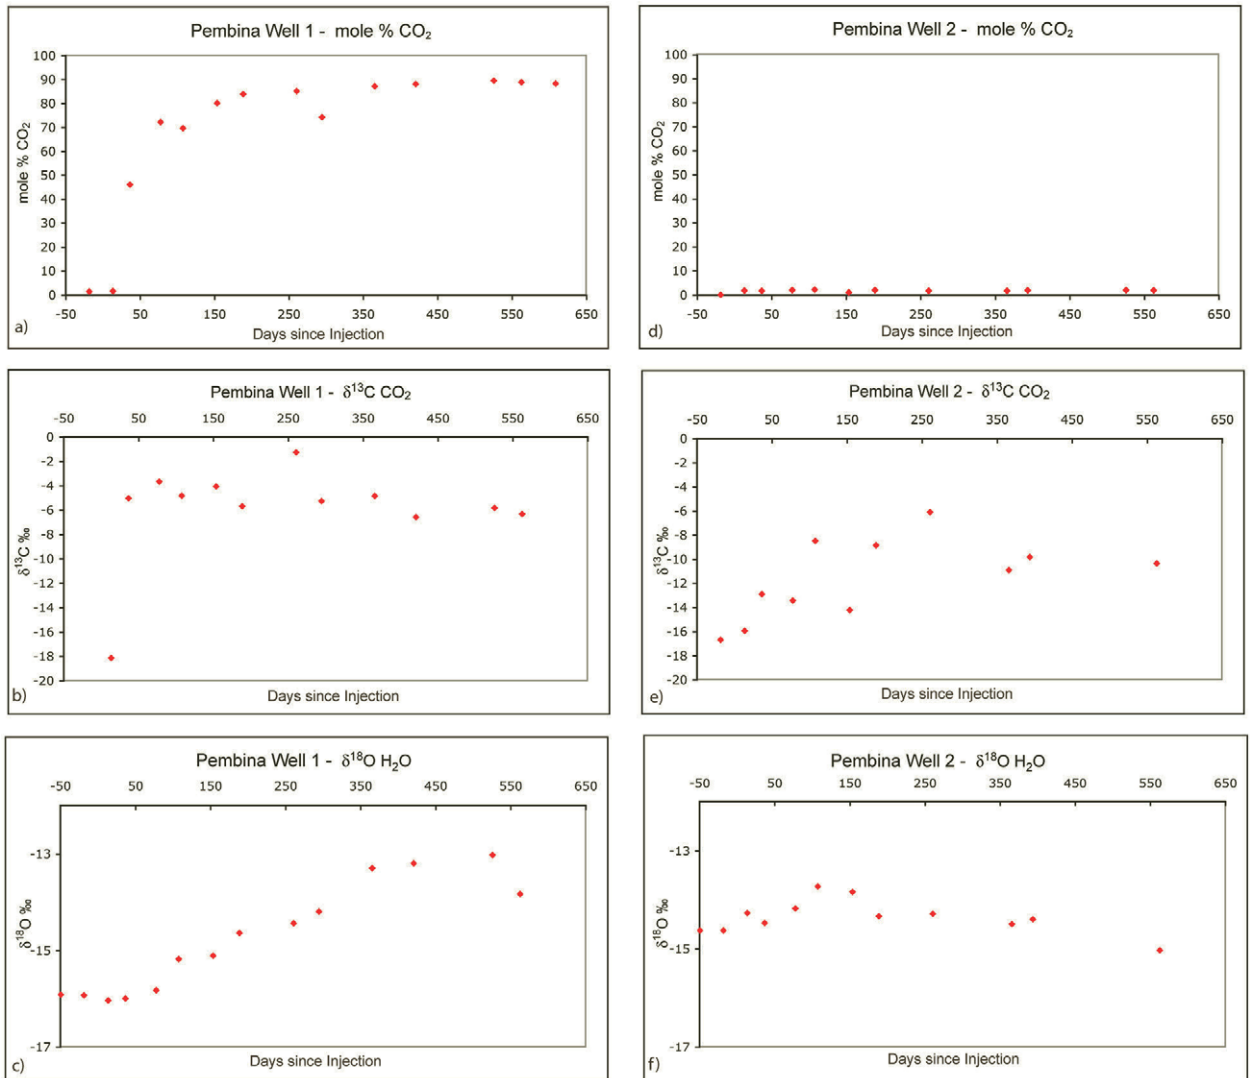 Pembina Well 1 - mole % CO₂
100
90
80
70
60
50
40
30
20
10
0
mole % CO₂
-50 50 150 250 350 450 550 650
Days since Injection
a)
Pembina Well 2 - mole % CO₂
100
90
80
70
60
50
40
30
20
10
0
mole % CO₂
-50 50 150 250 350 450 550 650
Days since Injection
d)
Pembina Well 1 - δ¹³C CO₂
-50 50 150 250 350 450 550 650
0
-2
-4
-6
-8
-10
-12
-14
-16
-18
-20
δ¹³C ‰
Days since Injection
b)
Pembina Well 2 - δ¹³C CO₂
-50 50 150 250 350 450 550 650
0
-2
-4
-6
-8
-10
-12
-14
-16
-18
-20
δ¹³C ‰
Days since Injection
e)
Pembina Well 1 - δ¹⁸O H₂O
-50 50 150 250 350 450 550 650
-13
-15
-17
δ¹⁸O ‰
Days since Injection
c)
Pembina Well 2 - δ¹⁸O H₂O
-50 50 150 250 350 450 550 650
-13
-15
-17
δ¹⁸O ‰
Days since Injection
f)